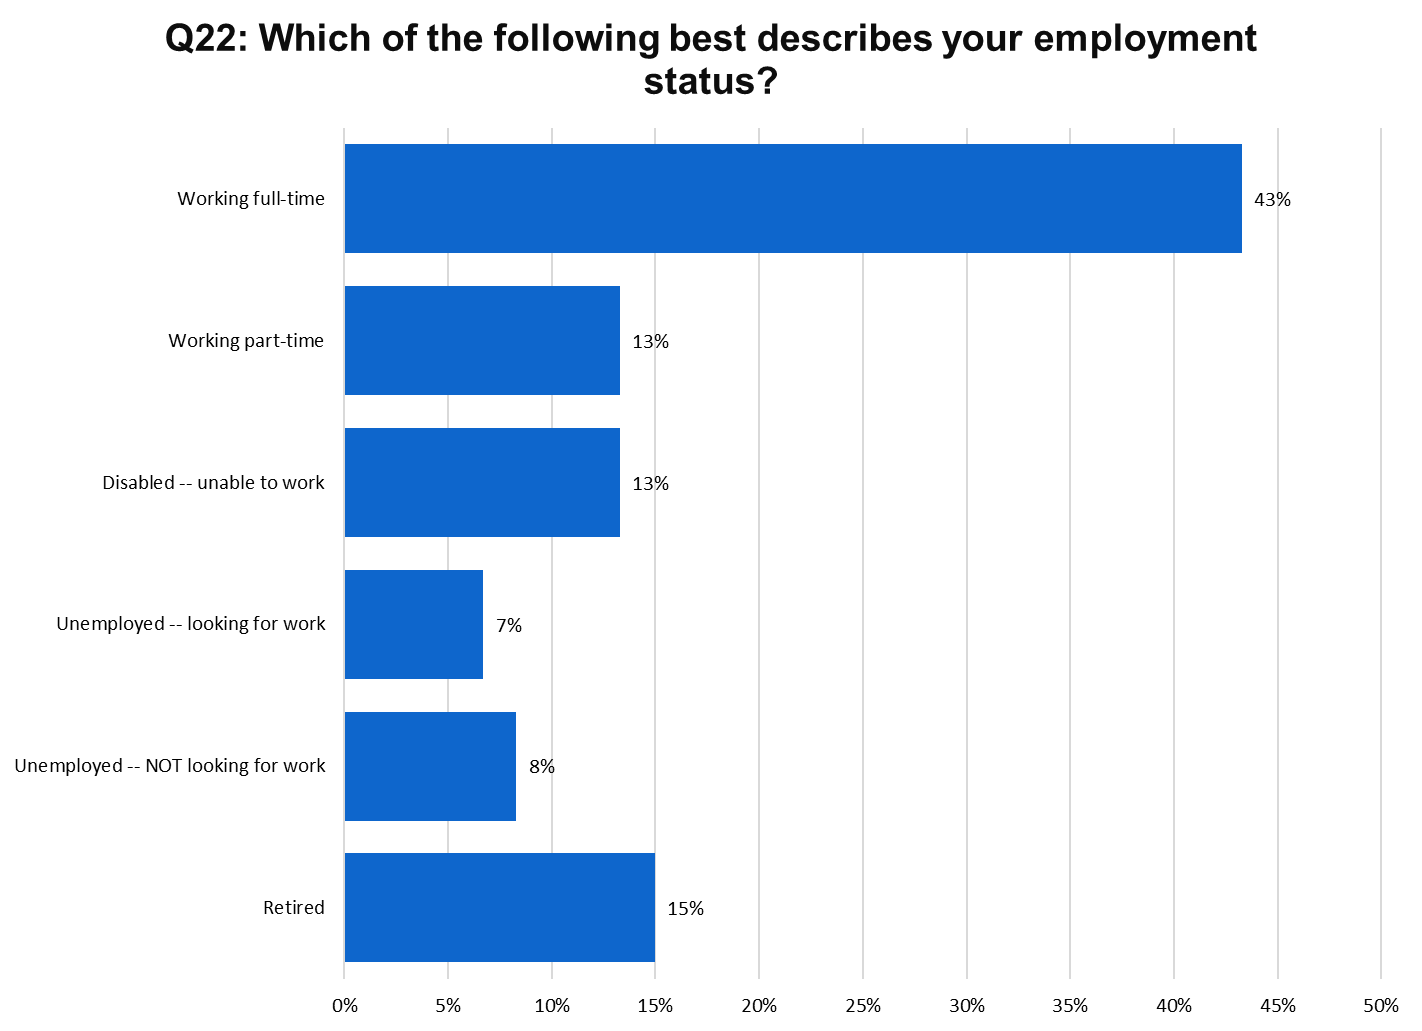 Q22: Which of the following best describes your employment
status?
Working full-time
43%
Working part-time
13%
Disabled -- unable to work
13%
Unemployed -- looking for work
7%
Unemployed -- NOT looking for work
8%
Retired
15%
0% 5% 10% 15% 20% 25% 30% 35% 40% 45% 50%